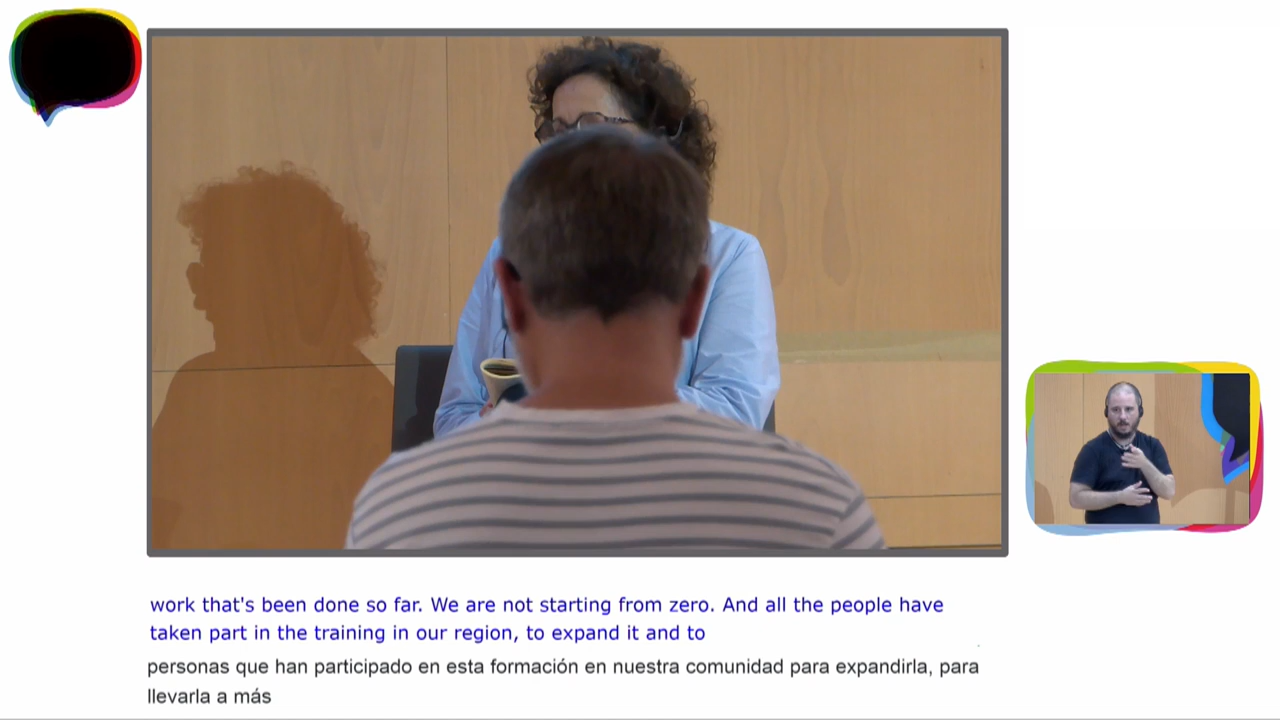 work that's been done so far. We are not starting from zero. And all the people have
taken part in the training in our region, to expand it and to
personas que han participado en esta formación en nuestra comunidad para expandirla, para
llevarla a más